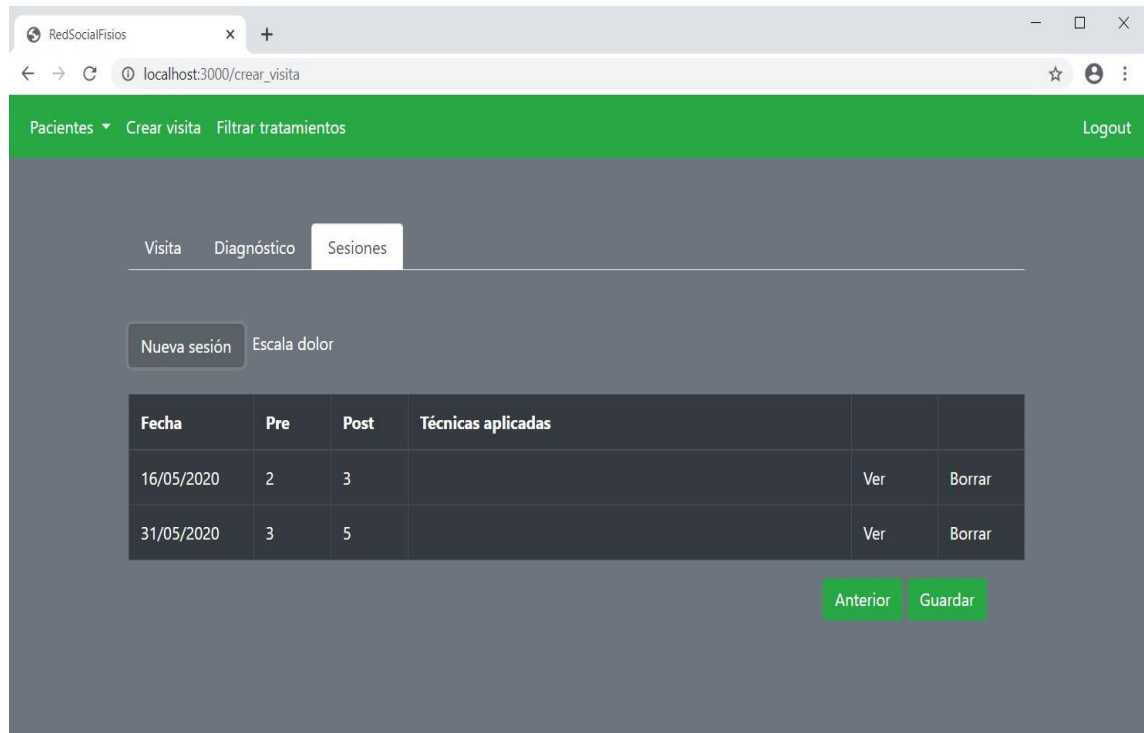 RedSocialFisios
localhost:3000/crear_visita
Pacientes Crear visita Filtrar tratamientos Logout
Visita Diagnóstico Sesiones
Nueva sesión Escala dolor
Fecha Pre Post Técnicas aplicadas
16/05/2020 2 3 Ver Borrar
31/05/2020 3 5 Ver Borrar
Anterior Guardar